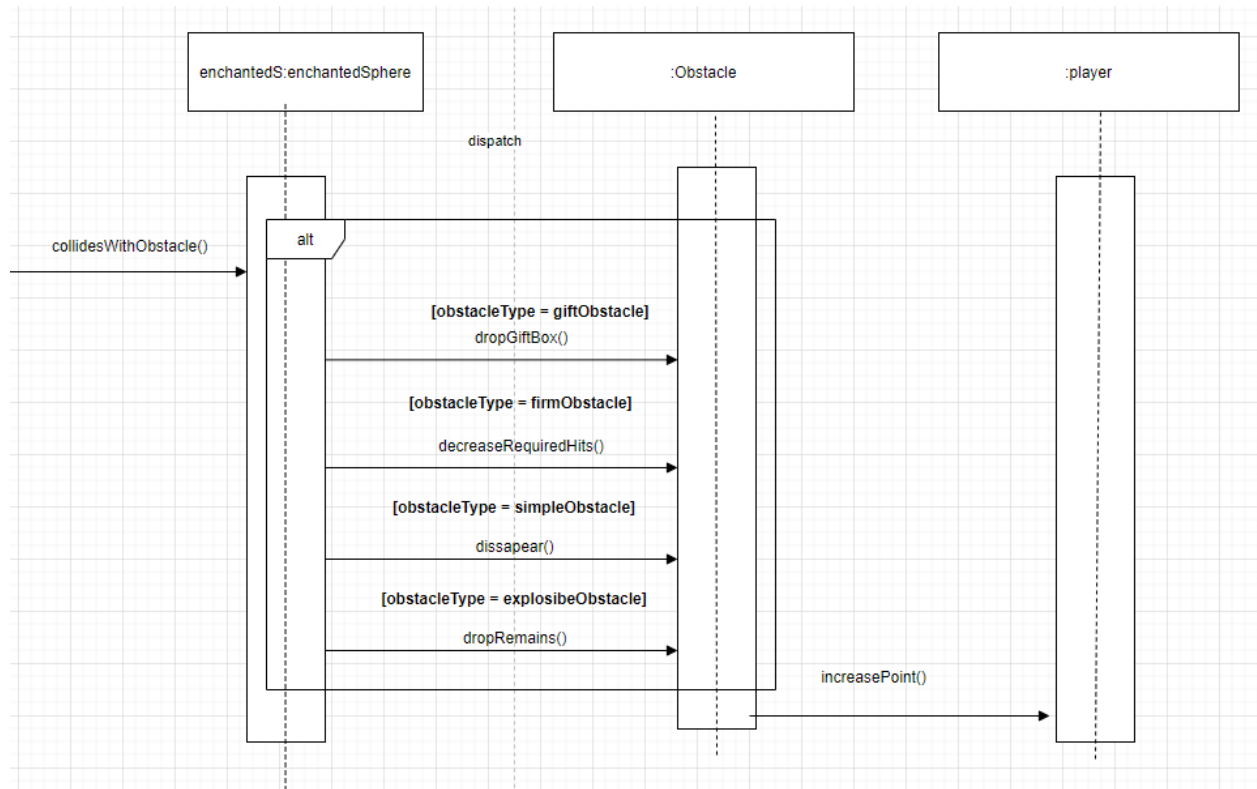 enchantedS:enchantedSphere
:Obstacle
:player
dispatch
alt
collidesWithObstacle()
[obstacleType = giftObstacle]
dropGiftBox()
[obstacleType = firmObstacle]
decreaseRequiredHits()
[obstacleType = simpleObstacle]
dissapear()
[obstacleType = explosibeObstacle]
dropRemains()
increasePoint()